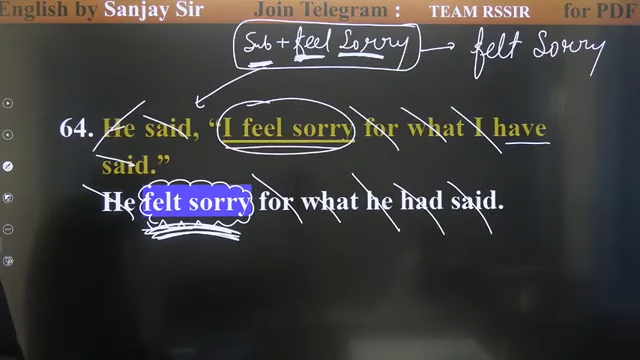 English by Sanjay Sir Join Telegram : TEAM RSSIR for PDF
Sub + feel Sorry → felt Sorry
64. He said, “I feel sorry for what I have
said.”
He felt sorry for what he had said.